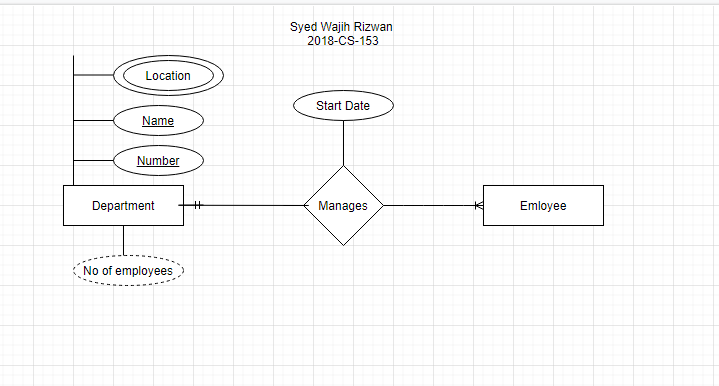 Syed Wajih Rizwan
2018-CS-153
Location
Start Date
Name
Number
Department
Manages
Emloyee
No of employees